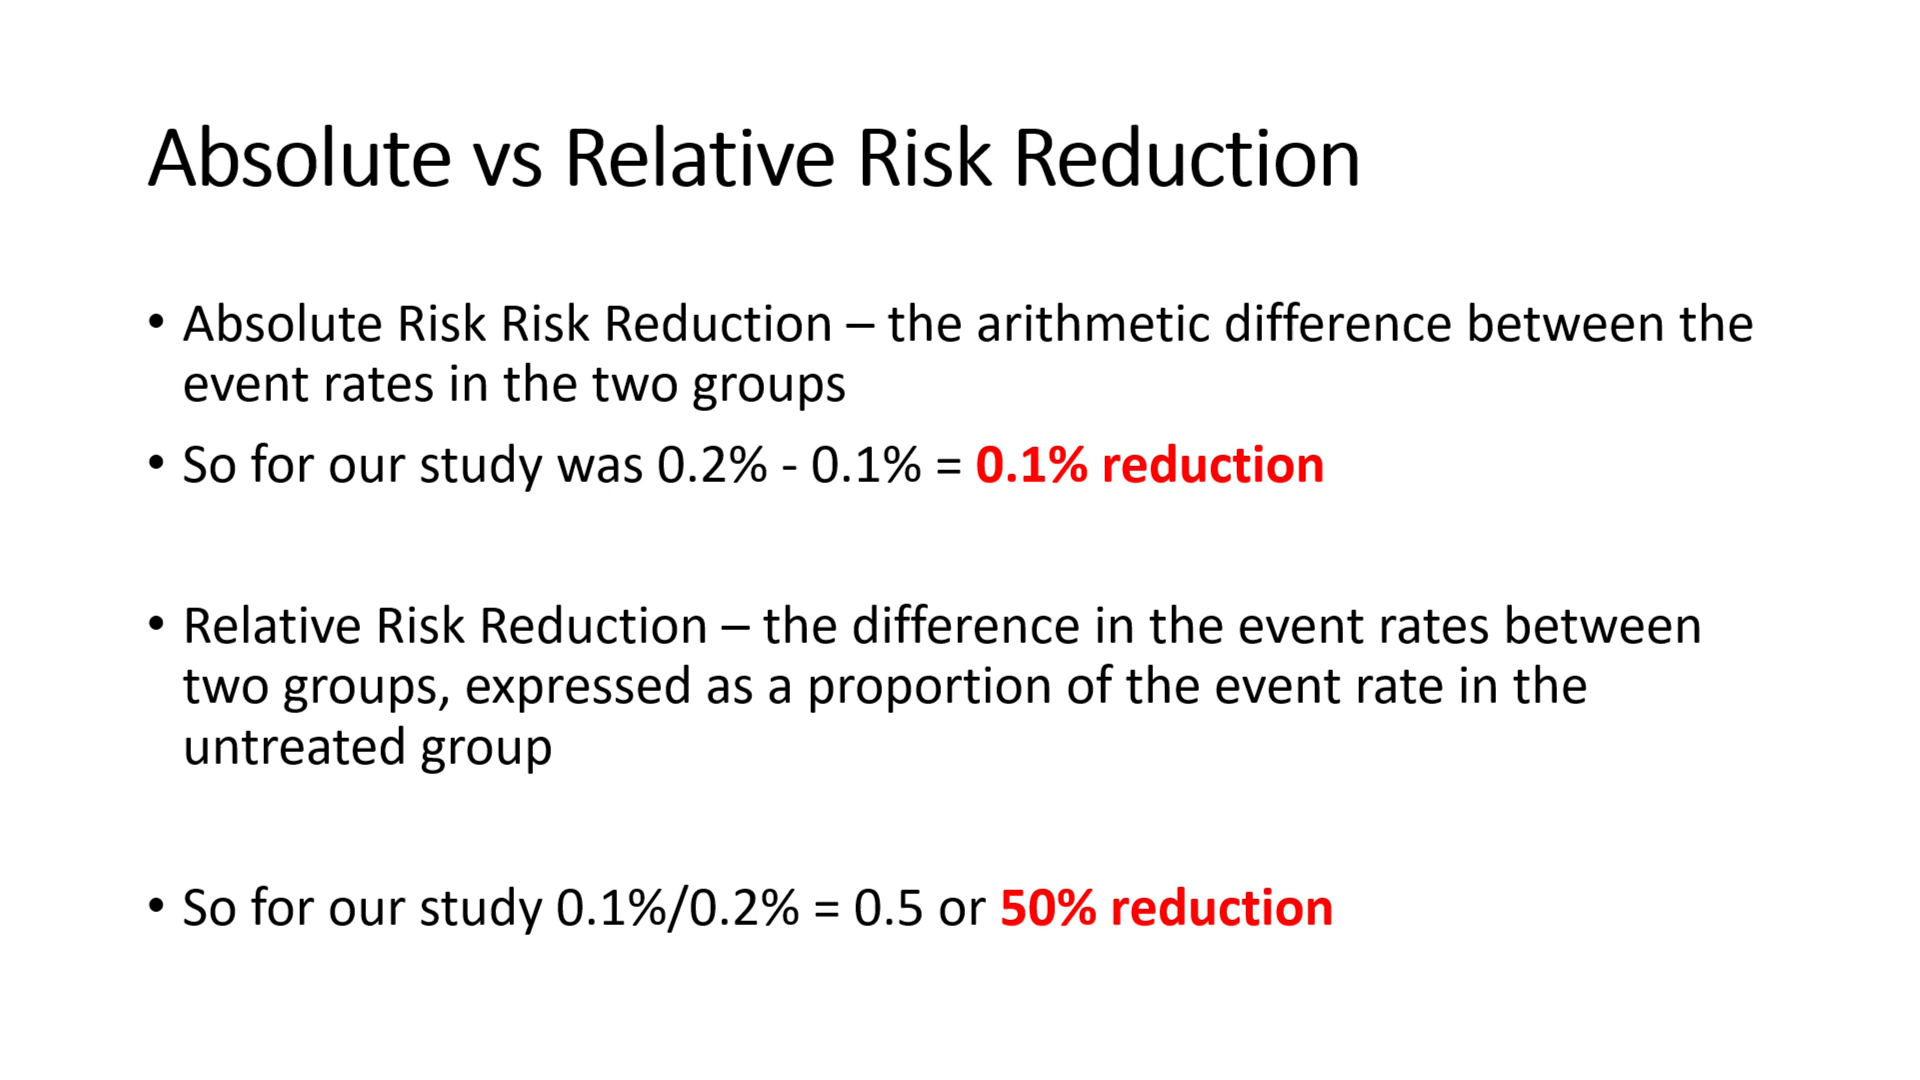 Absolute vs Relative Risk Reduction
• Absolute Risk Risk Reduction – the arithmetic difference between the
event rates in the two groups
• So for our study was 0.2% - 0.1% = 0.1% reduction
• Relative Risk Reduction – the difference in the event rates between
two groups, expressed as a proportion of the event rate in the
untreated group
• So for our study 0.1%/0.2% = 0.5 or 50% reduction